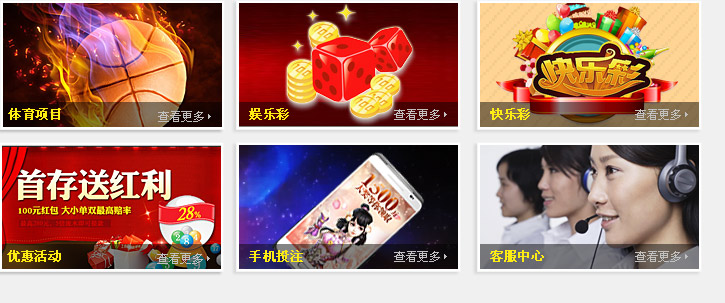 体育项目
查看更多
娱乐彩
查看更多
快乐彩
快乐彩
查看更多
首存送红利
100元红包 大小单双最高赔率
28%
优惠活动
查看更多
1500
手机投注
查看更多
客服中心
查看更多